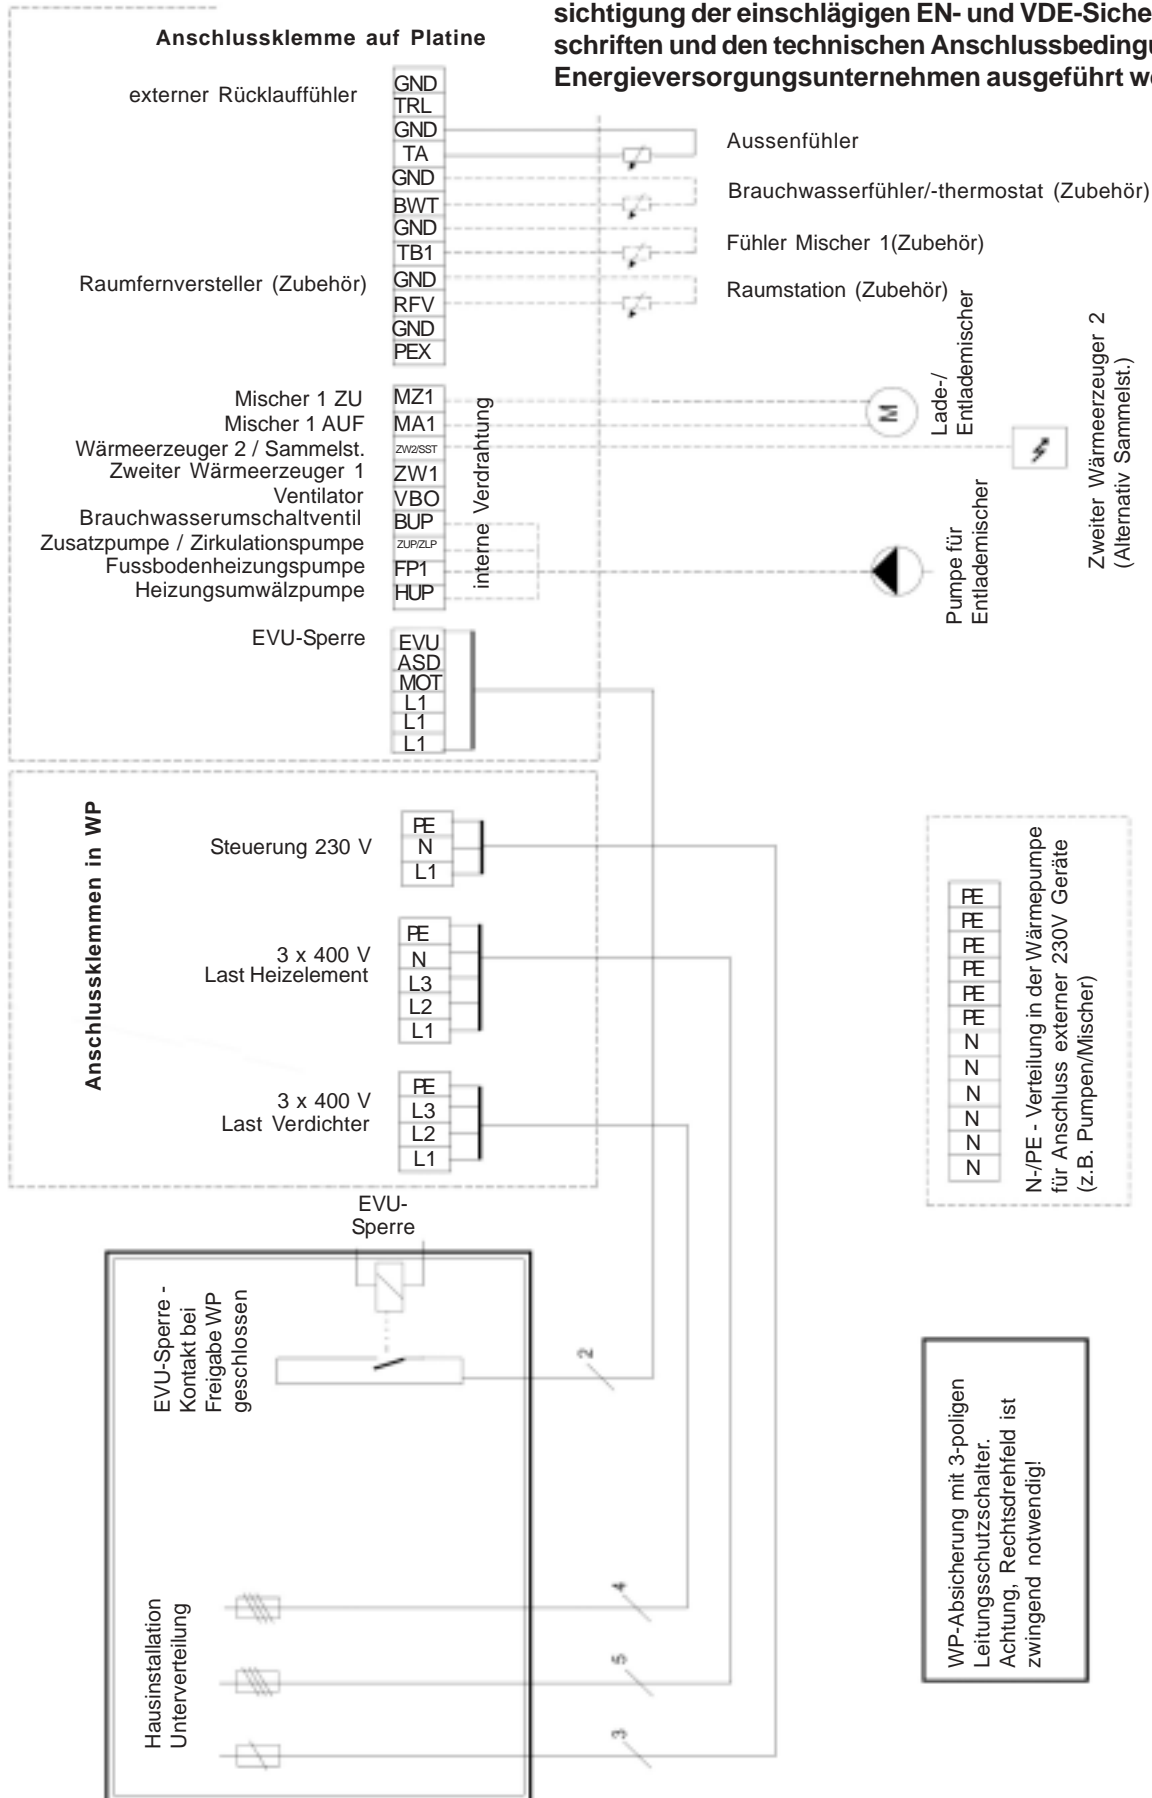 sichtigung der einschlägigen EN- und VDE-Siche
schriften und den technischen Anschlussbedingu
Energieversorgungsunternehmen ausgeführt we
Anschlussklemme auf Platine
externer Rücklauffühler
GND
TRL
GND
TA
GND
BWT
GND
TB1
GND
RFV
GND
PEX
Aussenfühler
Brauchwasserfühler/-thermostat (Zubehör)
Fühler Mischer 1(Zubehör)
Raumstation (Zubehör)
Raumfernversteller (Zubehör)
Mischer 1 ZU
MZ1
Mischer 1 AUF
MA1
Wärmeerzeuger 2 / Sammelst.
ZW2/SST
Zweiter Wärmeerzeuger 1
ZW1
Ventilator
VBO
Brauchwasserumschaltventil
BUP
Zusatzpumpe / Zirkulationspumpe
ZUP/ZLP
Fussbodenheizungspumpe
FP1
Heizungsumwälzpumpe
HUP
interne Verdrahtung
M
Lade-/
Entlademischer
Zweiter Wärmeerzeuger 2
(Alternativ Sammelst.)
Pumpe für
Entlademischer
EVU-Sperre
EVU
ASD
MOT
L1
L1
L1
Anschlussklemmen in WP
Steuerung 230 V
PE
N
L1
3 x 400 V
Last Heizelement
PE
N
L3
L2
L1
3 x 400 V
Last Verdichter
PE
L3
L2
L1
PE
PE
PE
PE
PE
PE
N
N
N
N
N
N
N-/PE - Verteilung in der Wärmepumpe
für Anschluss externer 230V Geräte
(z.B. Pumpen/Mischer)
EVU-
Sperre
EVU-Sperre -
Kontakt bei
Freigabe WP
geschlossen
2
4
5
3
Hausinstallation
Unterverteilung
WP-Absicherung mit 3-poligen
Leitungsschutzschalter.
Achtung, Rechtsdrehfeld ist
zwingend notwendig!